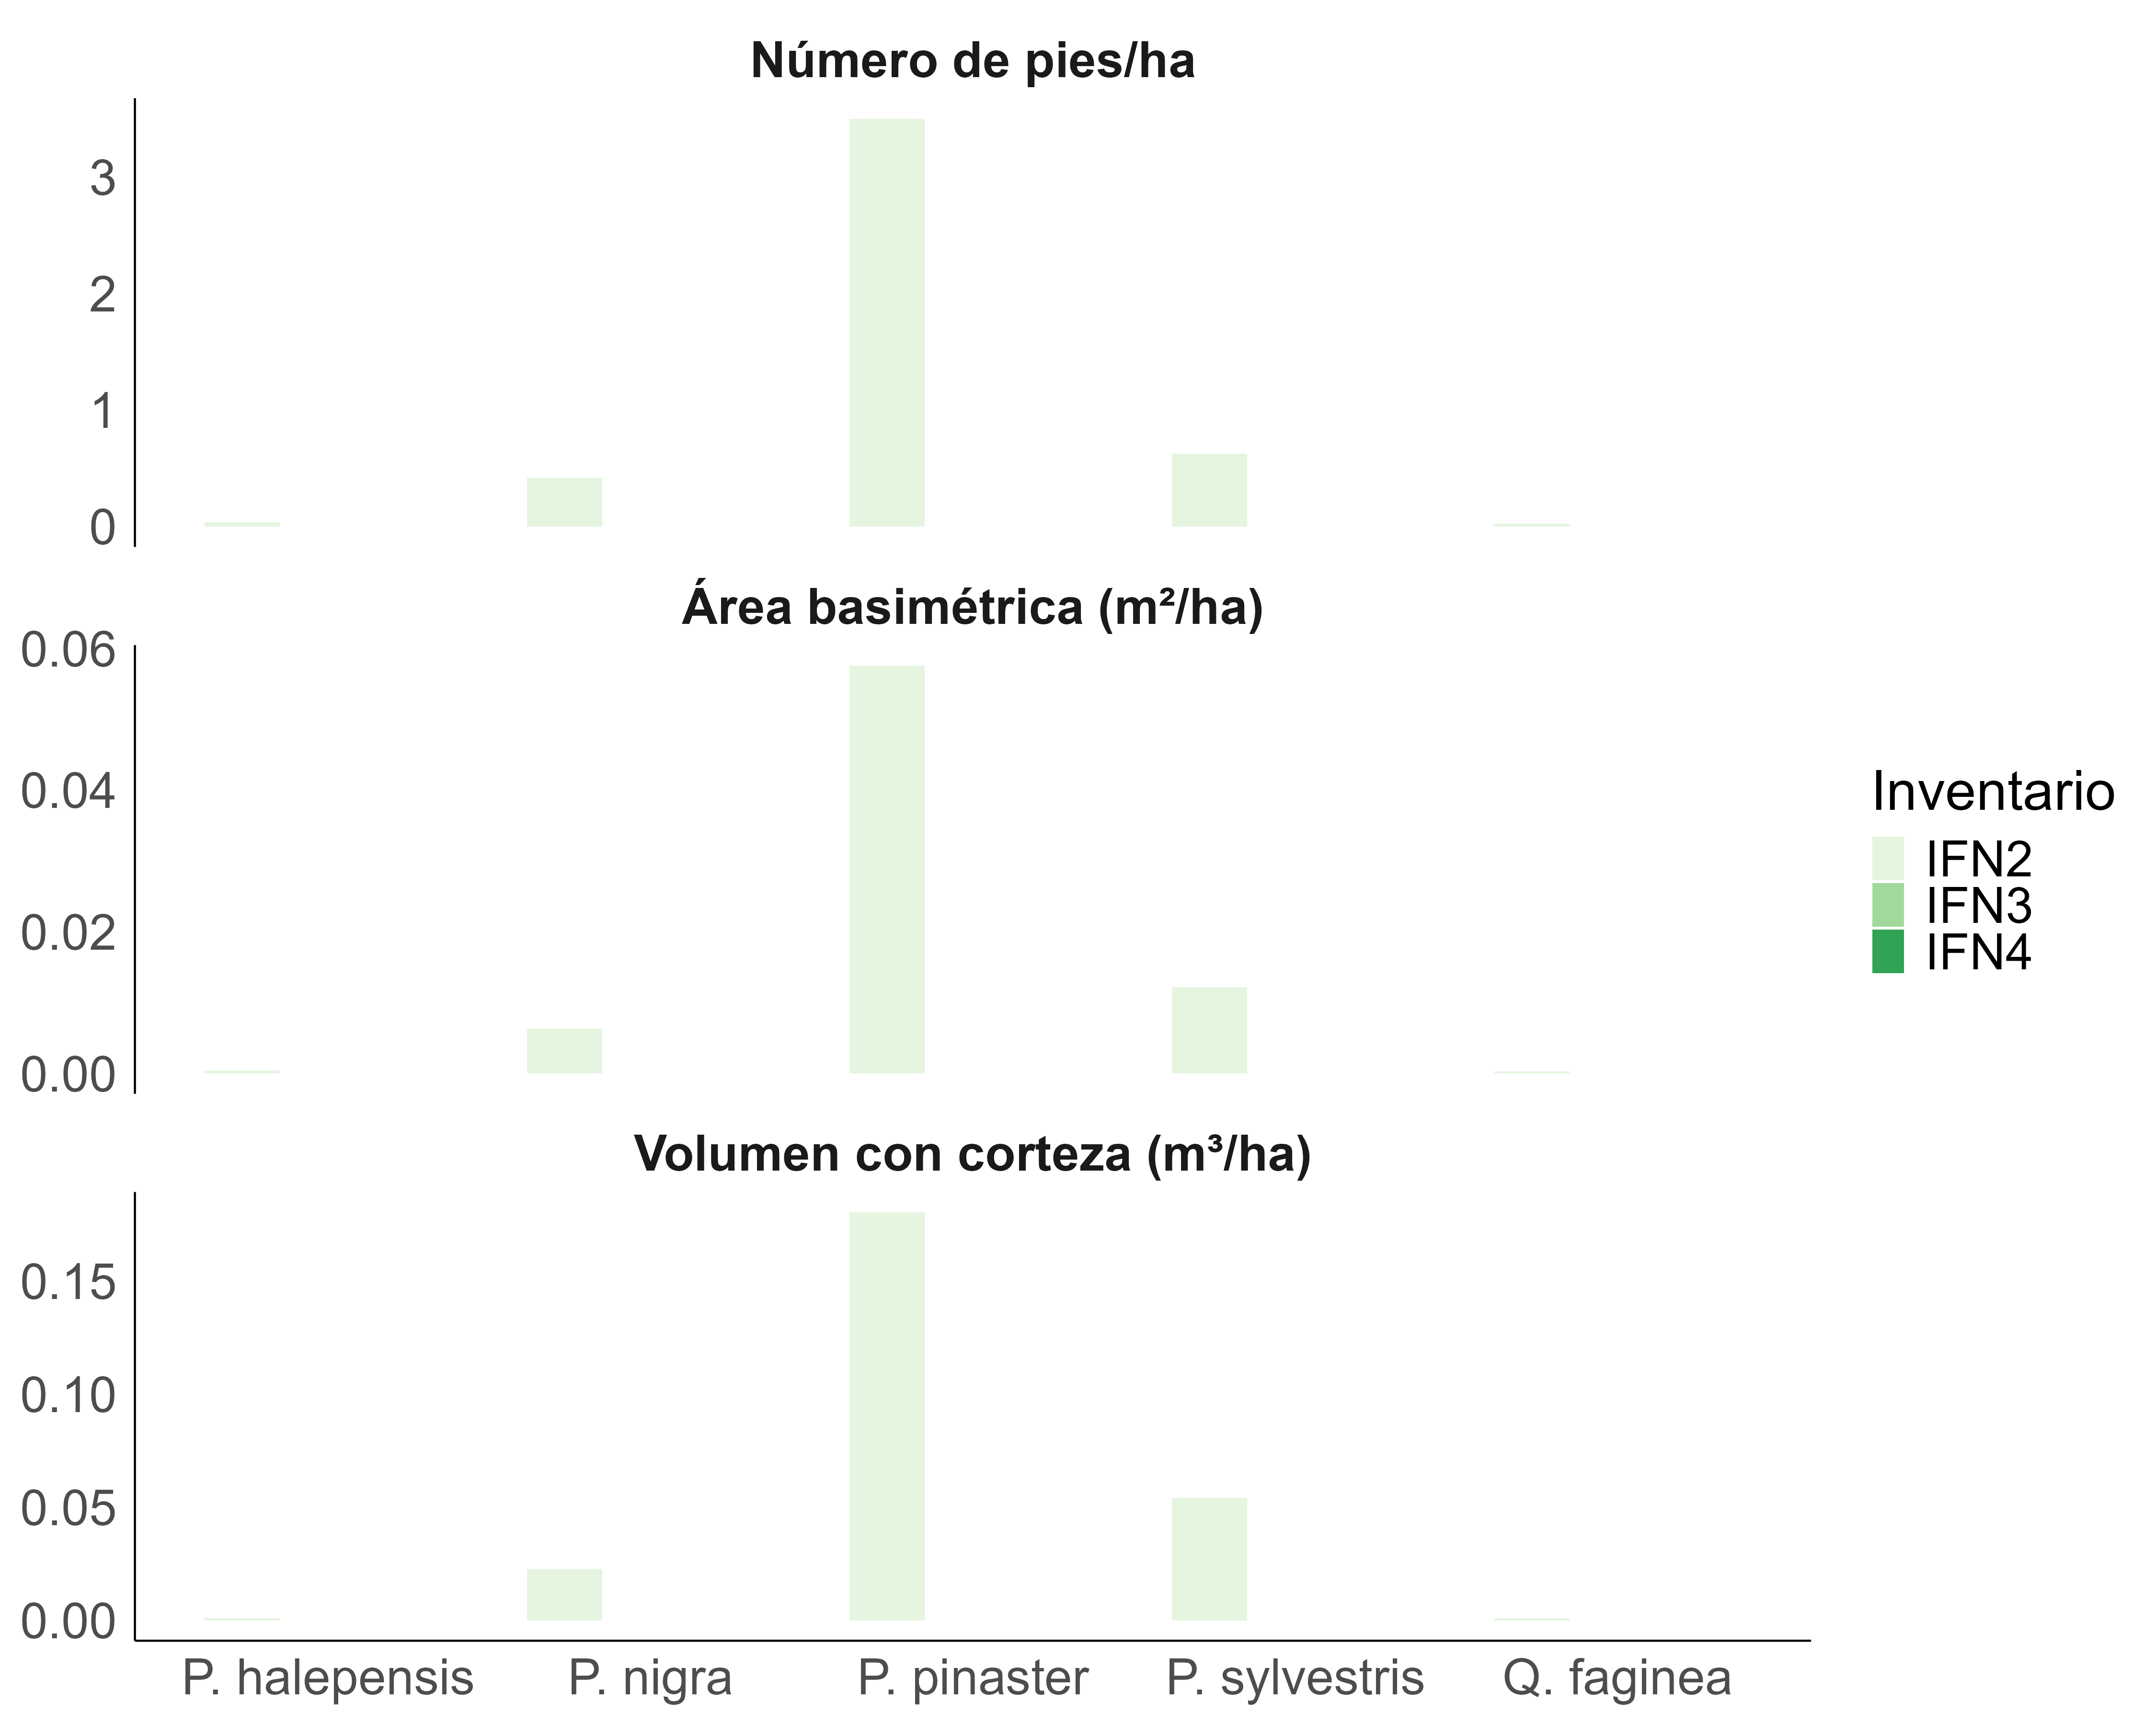 Número de pies/ha
3
2
1
0
Área basimétrica (m²/ha)
0.06
0.04
0.02
0.00
Volumen con corteza (m³/ha)
0.15
0.10
0.05
0.00
P. halepensis P. nigra P. pinaster P. sylvestris Q. faginea
Inventario
IFN2
IFN3
IFN4